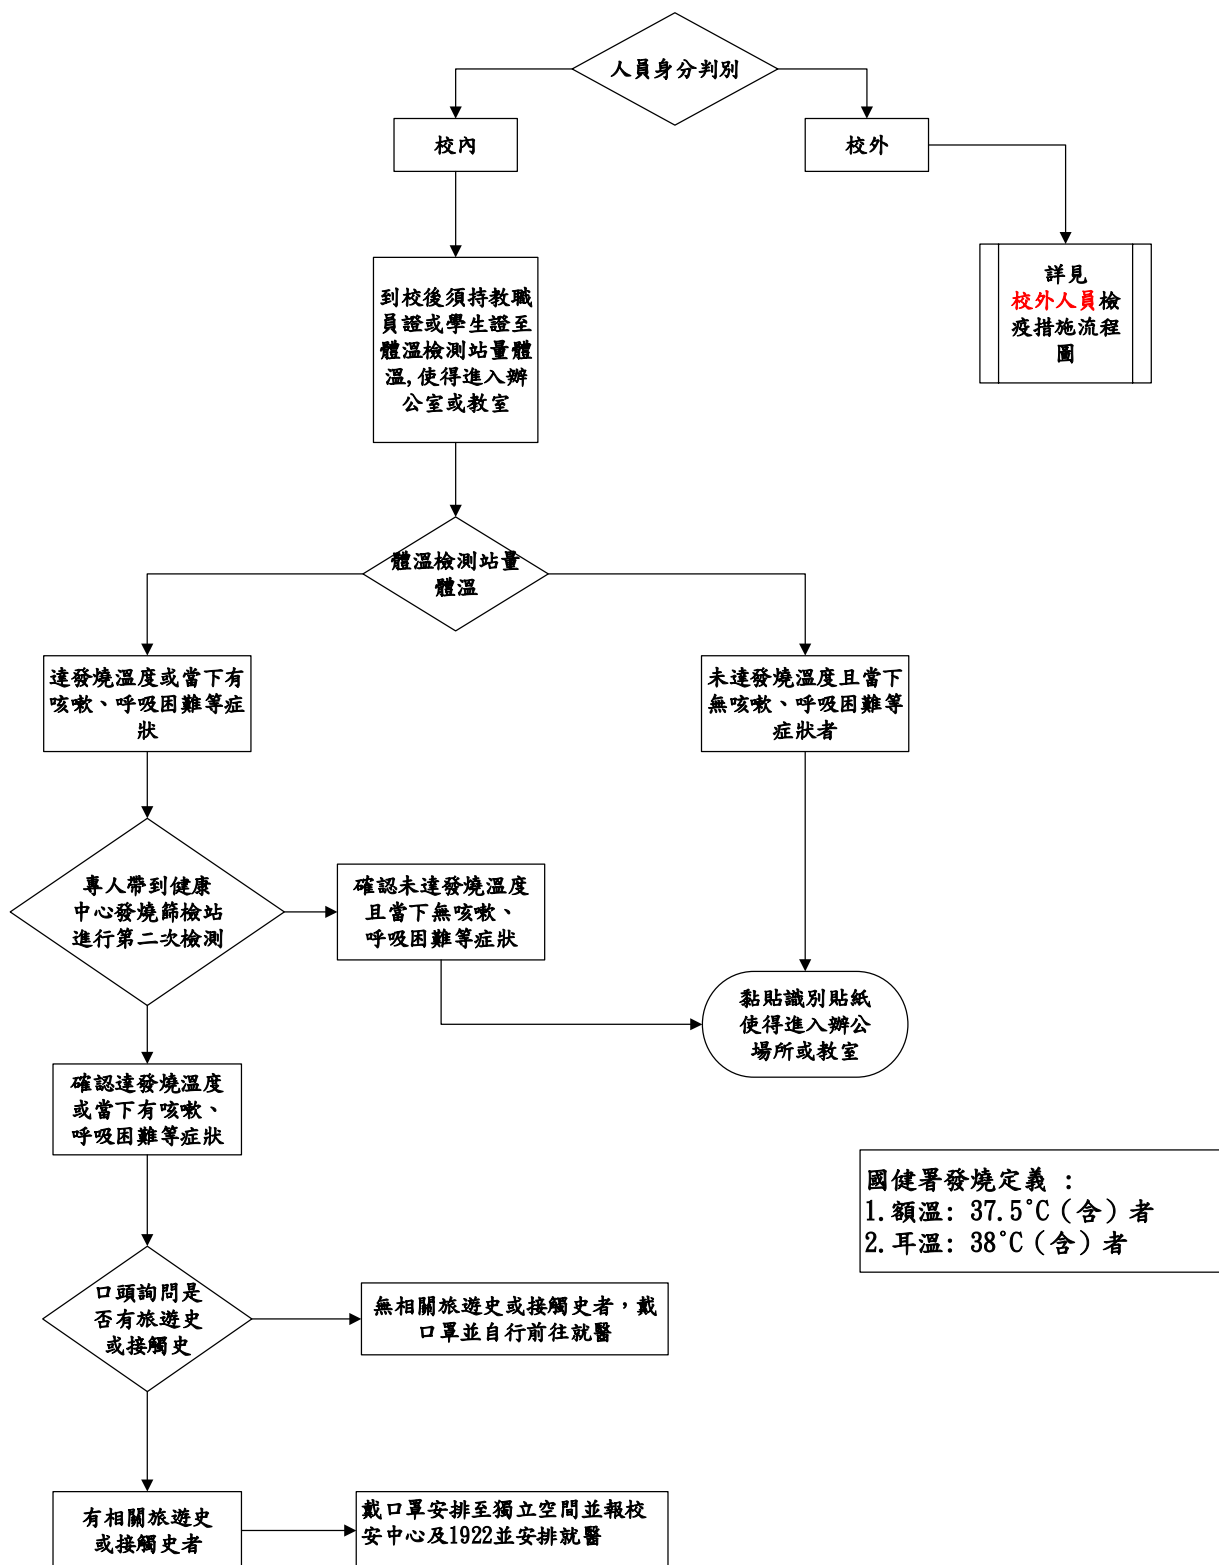 人員身分判別
校內
校外
到校後須持教職
員證或學生證至
體溫檢測站量體
溫,使得進入辦
公室或教室
詳見
校外人員檢
疫措施流程
圖
體溫檢測站量
體溫
達發燒溫度或當下有
咳嗽、呼吸困難等症
狀
未達發燒溫度且當下
無咳嗽、呼吸困難等
症狀者
專人帶到健康
中心發燒篩檢站
進行第二次檢測
確認未達發燒溫度
且當下無咳嗽、
呼吸困難等症狀
黏貼識別貼紙
使得進入辦公
場所或教室
確認達發燒溫度
或當下有咳嗽、
呼吸困難等症狀
國健署發燒定義 :
1.額溫: 37.5°C(含)者
2.耳溫: 38°C(含)者
口頭詢問是
否有旅遊史
或接觸史
無相關旅遊史或接觸史者,戴
口罩並自行前往就醫
有相關旅遊史
或接觸史者
戴口罩安排至獨立空間並報校
安中心及1922並安排就醫